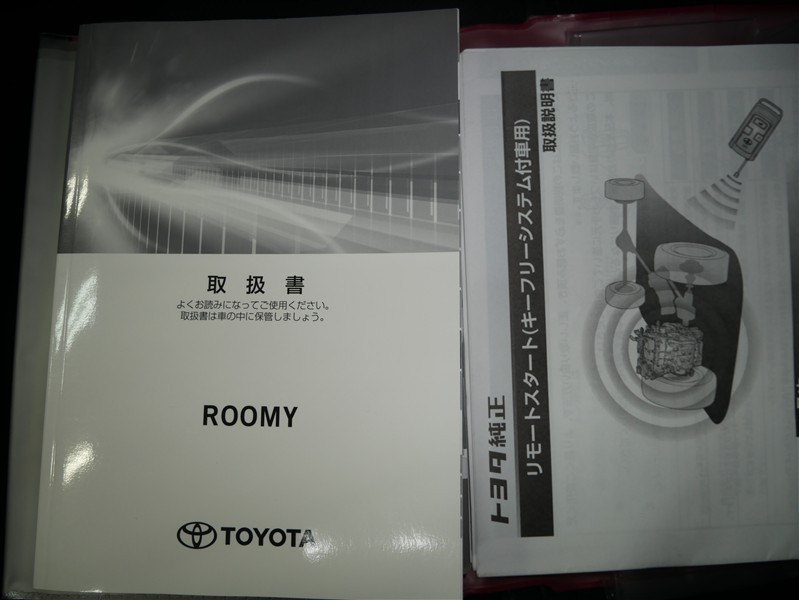 取扱書
よくお読みになってご使用ください。
取扱書は車の中に保管しましょう。
ROOMY
TOYOTA
トヨタ純正
リモートスタート(キーフリーシステム付車用)
取扱説明書